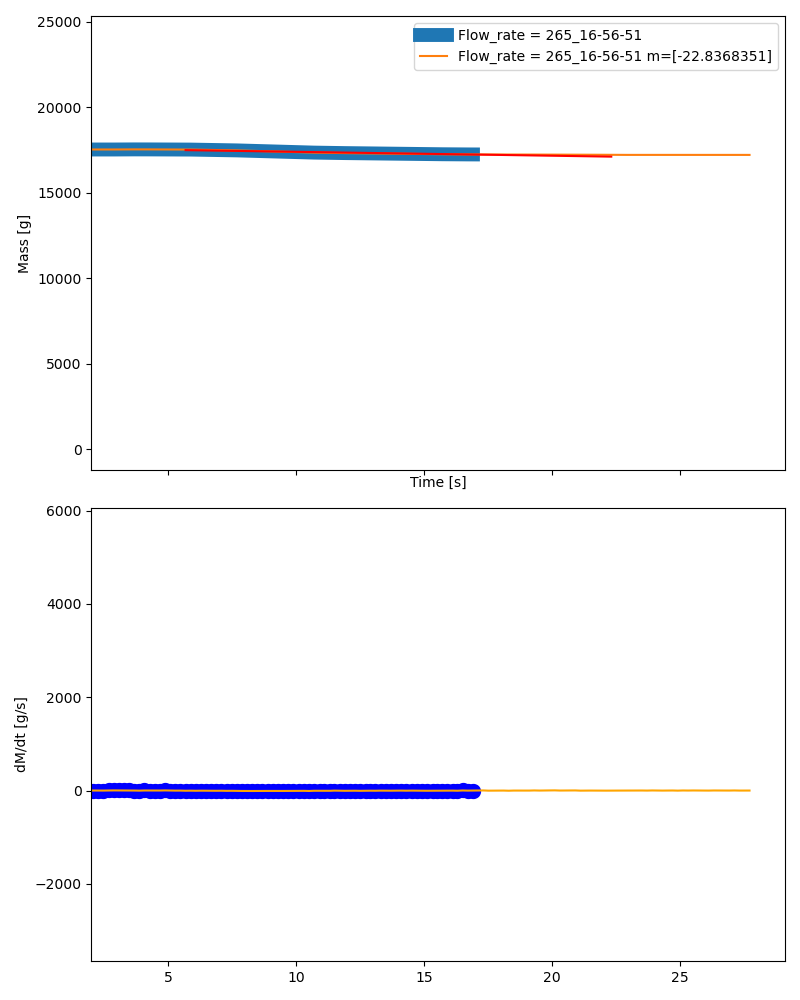 Flow_rate = 265_16-56-51
Flow_rate = 265_16-56-51 m=[-22.8368351]
25000
20000
15000
10000
5000
0
Mass [g]
Time [s]
6000
4000
2000
0
−2000
dM/dt [g/s]
5 10 15 20 25